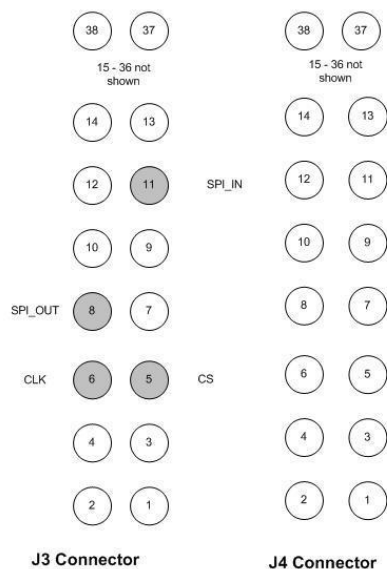 38 37 38 37
15 - 36 not
shown
15 - 36 not
shown
14 13 14 13
12 11 SPI_IN 12 11
10 9 10 9
SPI_OUT 8 7 8 7
CLK 6 5 CS 6 5
4 3 4 3
2 1 2 1
J3 Connector J4 Connector